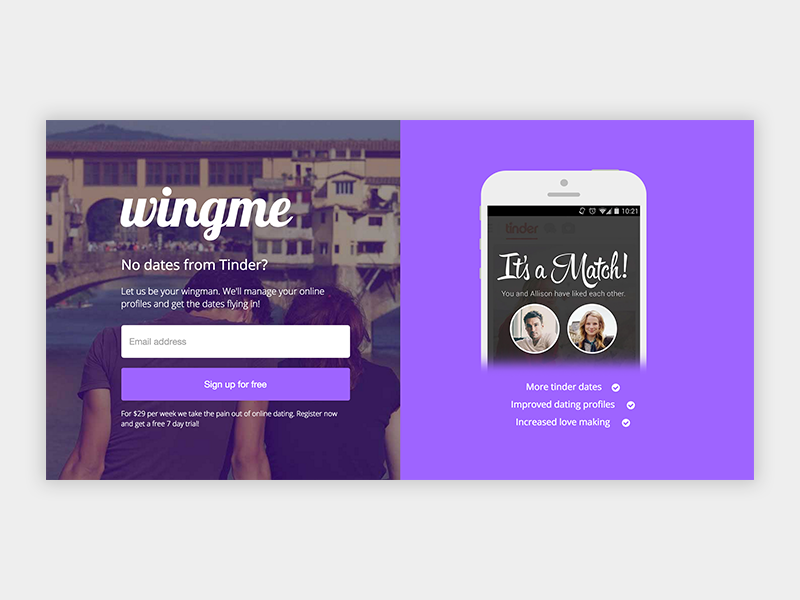 wingme
No dates from Tinder?
Let us be your wingman. We'll manage your online
profiles and get the dates flying in!
Email address
Sign up for free
For $29 per week we take the pain out of online dating. Register now
and get a free 7 day trial!
10:21
tinder
It's a Match!
You and Allison have liked each other.
More tinder dates
Improved dating profiles
Increased love making